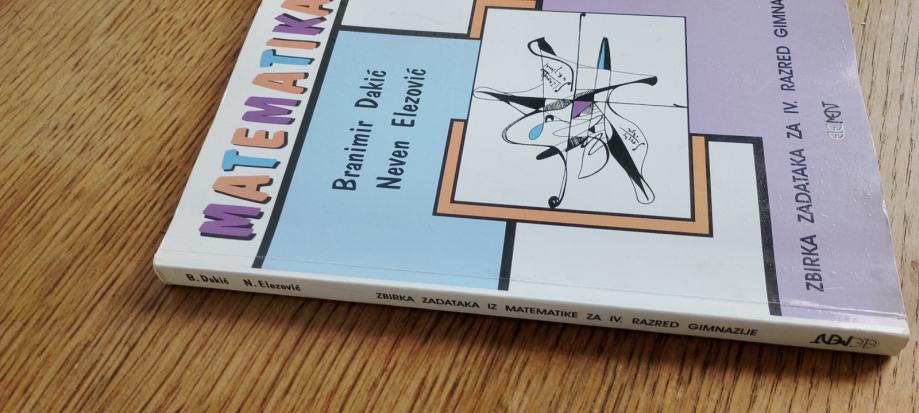 MATEMATIKA
Branimir Dakić
Neven Elezović
ZBIRKA ZADATAKA ZA IV. RAZRED GIMNA
B. Dakić N. Elezović
ZBIRKA ZADATAKA IZ MATEMATIKE ZA IV. RAZRED GIMNAZIJE